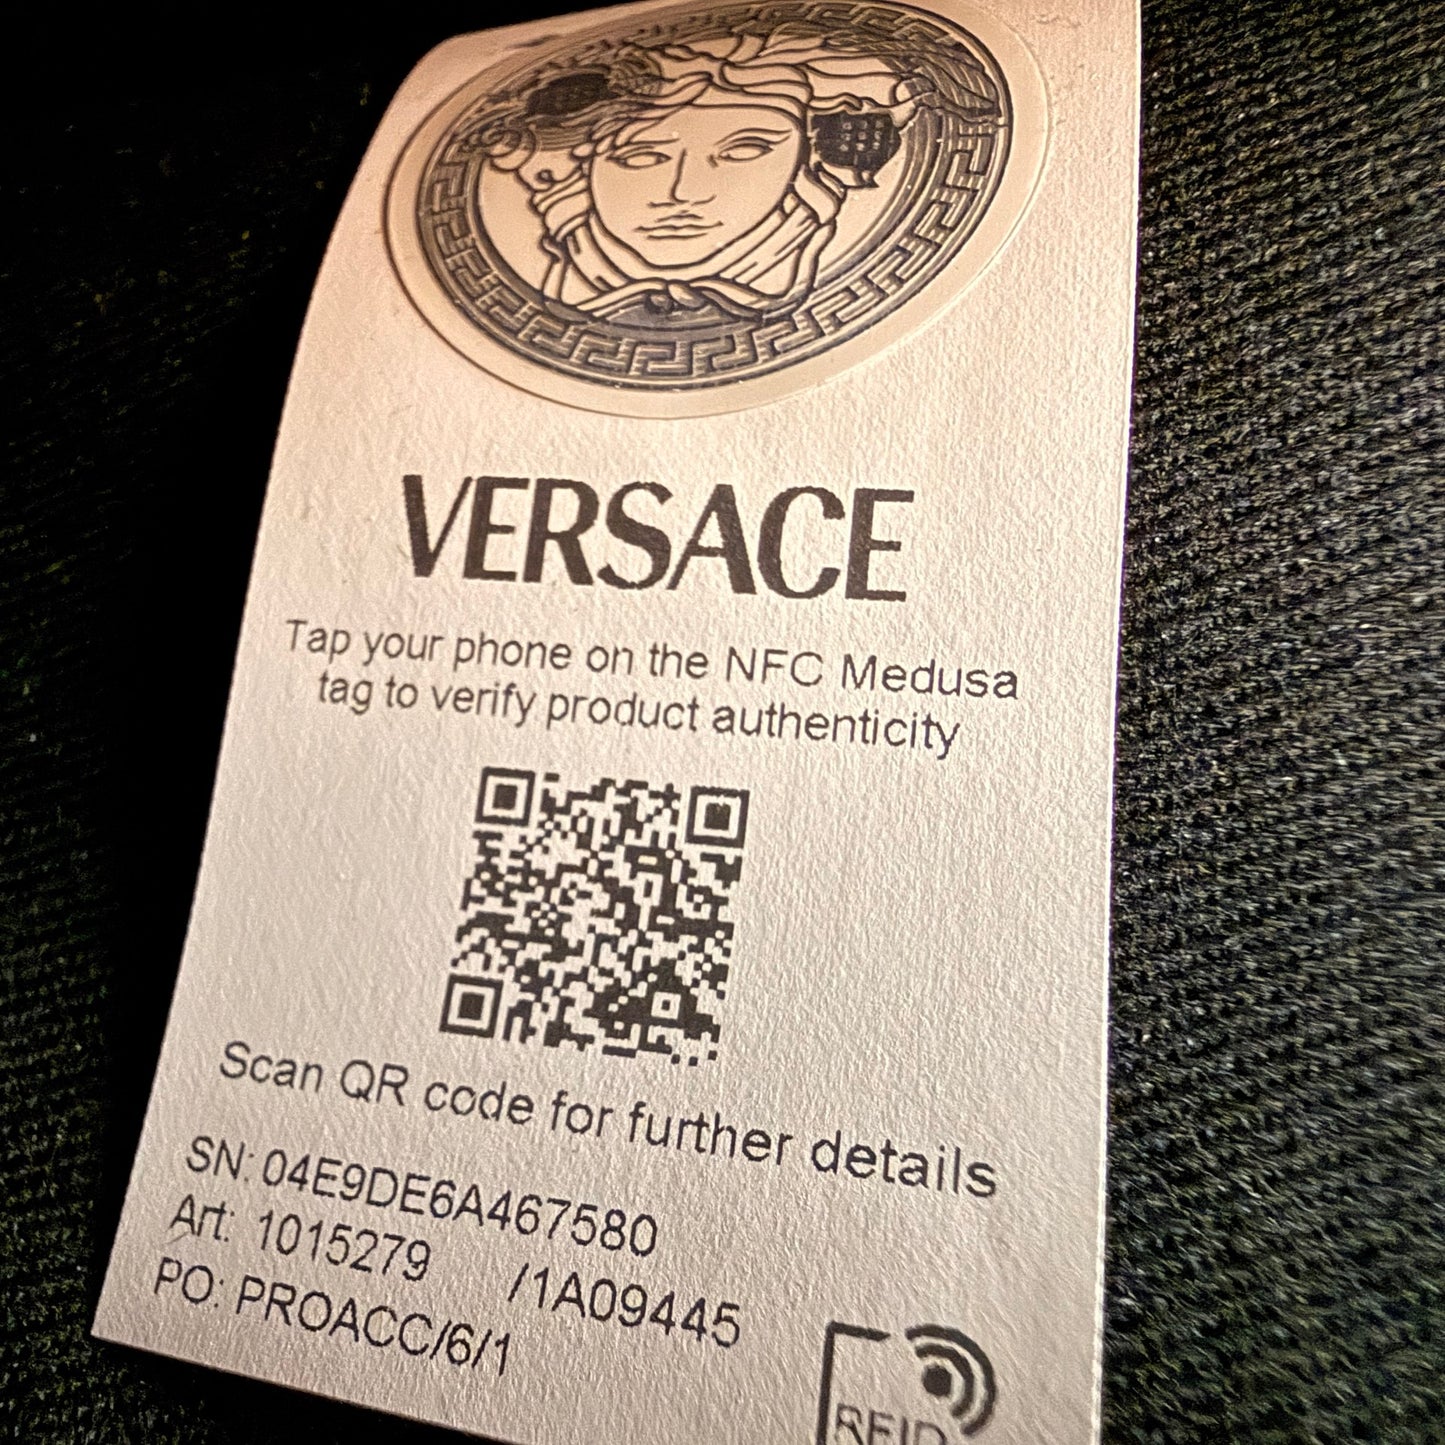 VERSACE
Tap your phone on the NFC Medusa
tag to verify product authenticity
Scan QR code for further details
SN: 04E9DE6A467580
Art: 1015279 /1A09445
PO: PROACC/6/1
RFID